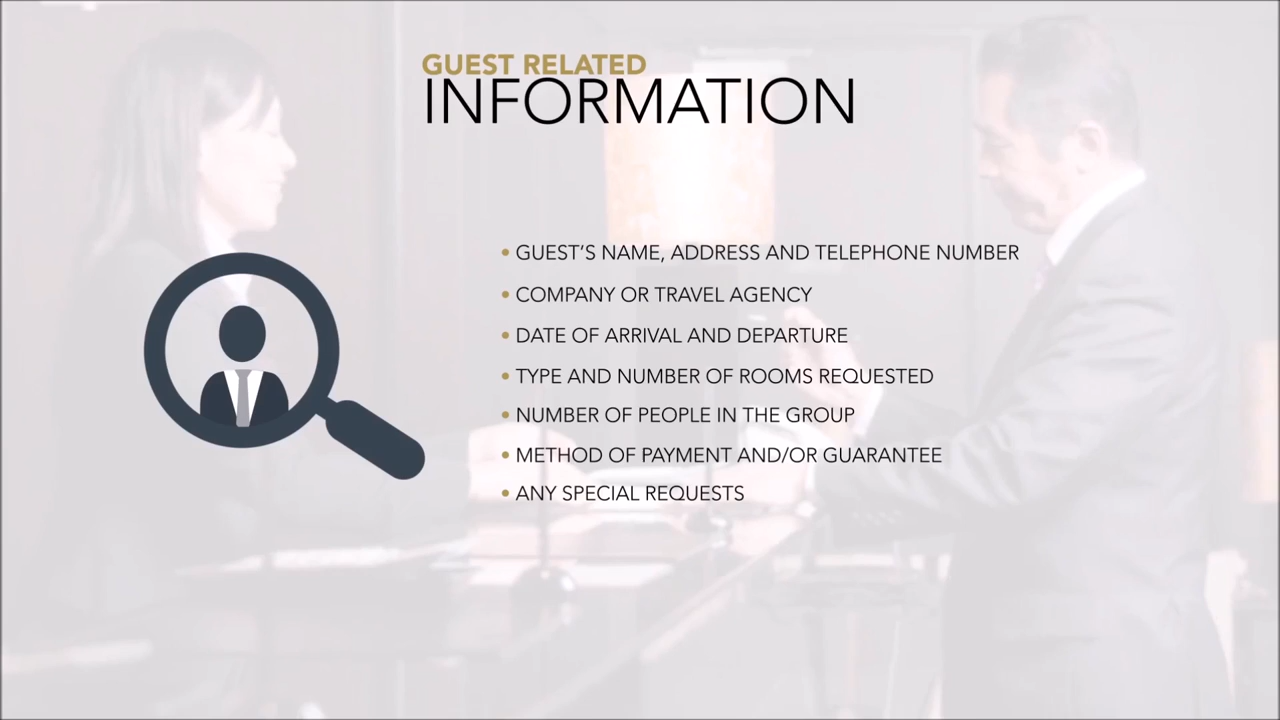 GUEST RELATED
INFORMATION
• GUEST’S NAME, ADDRESS AND TELEPHONE NUMBER
• COMPANY OR TRAVEL AGENCY
• DATE OF ARRIVAL AND DEPARTURE
• TYPE AND NUMBER OF ROOMS REQUESTED
• NUMBER OF PEOPLE IN THE GROUP
• METHOD OF PAYMENT AND/OR GUARANTEE
• ANY SPECIAL REQUESTS